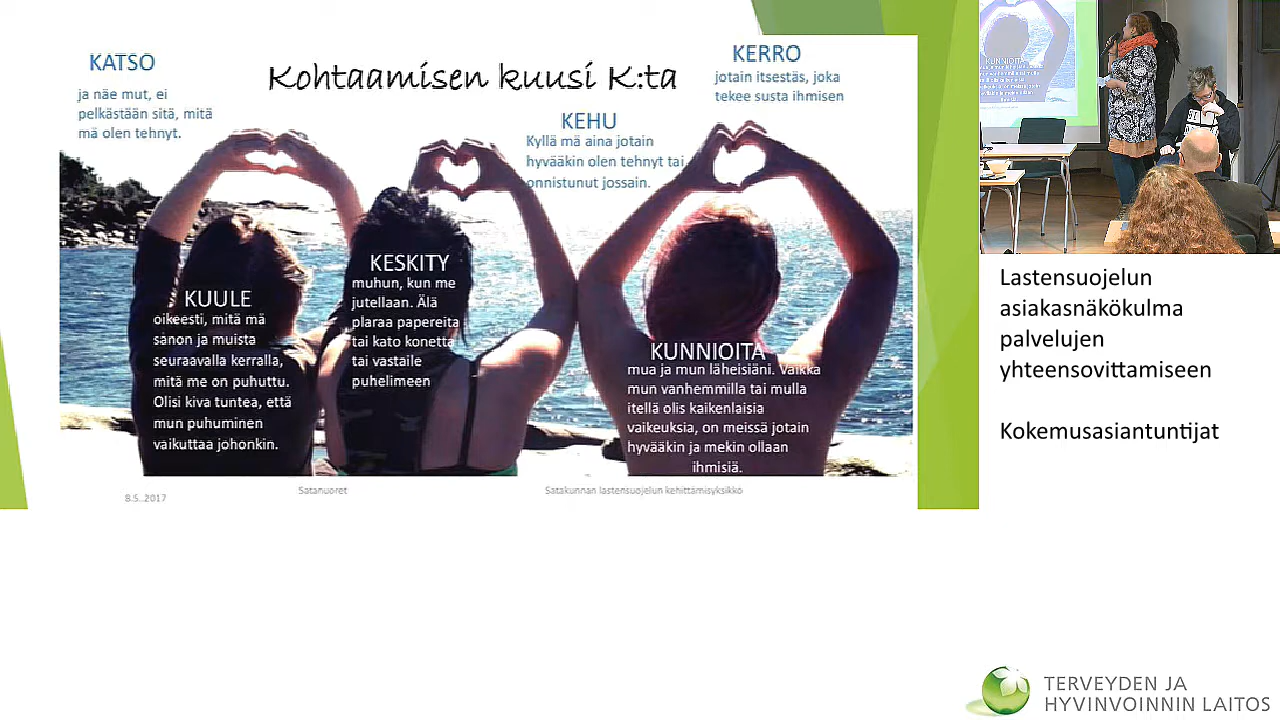 Kohtaamisen kuusi K:ta
KATSO
ja näe mut, ei
pelkästään sitä, mitä
mä olen tehnyt.
KERRO
jotain itsestäs, joka
tekee susta ihmisen
KEHU
Kyllä mä aina jotain
hyvääkin olen tehnyt tai
onnistunut jossain.
KUULE
oikeesti, mitä mä
sanon ja muista
seuraavalla kerralla,
mitä me on puhuttu.
Olisi kiva tuntea, että
mun puhuminen
vaikuttaa johonkin.
KESKITY
muhun, kun me
jutellaan. Älä
plaraa papereita
tai kato konetta
tai vastaile
puhelimeen
KUNNIOITA
mua ja mun läheisiäni. Vaikka
mun vanhemmilla tai mulla
itellä olis kaikenlaisia
vaikeuksia, on meissä jotain
hyvääkin ja mekin ollaan
ihmisiä.
8.5..2017
Satanuoret
Satakunnan lastensuojelun kehittämisyksikkö
KUNNIOITA
Lastensuojelun
asiakasnäkökulma
palvelujen
yhteensovittamiseen
Kokemusasiantuntijat
TERVEYDEN JA
HYVINVOINNIN LAITOS